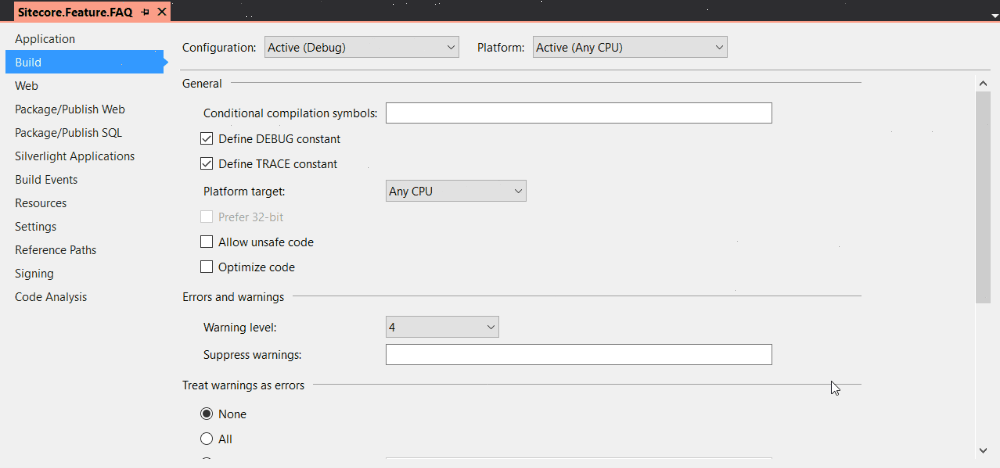 Sitecore.Feature.FAQ
Application
Build
Web
Package/Publish Web
Package/Publish SQL
Silverlight Applications
Build Events
Resources
Settings
Reference Paths
Signing
Code Analysis
Configuration: Active (Debug) Platform: Active (Any CPU)
General
Conditional compilation symbols:
Define DEBUG constant
Define TRACE constant
Platform target: Any CPU
Prefer 32-bit
Allow unsafe code
Optimize code
Errors and warnings
Warning level: 4
Suppress warnings:
Treat warnings as errors
None
All